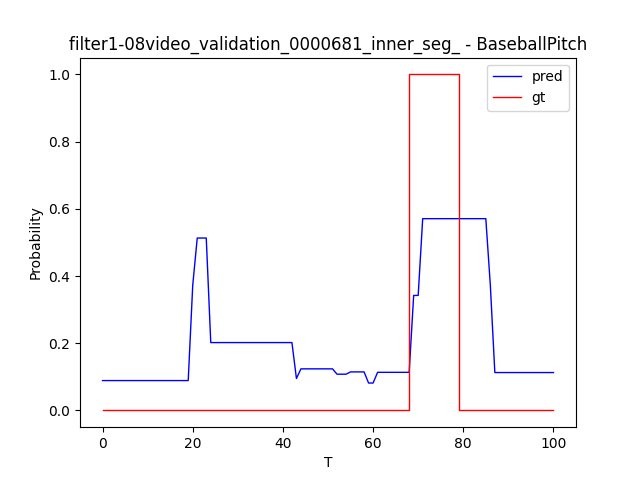 filter1-08video_validation_0000681_inner_seg_ - BaseballPitch
pred
gt
1.0
0.8
0.6
0.4
0.2
0.0
Probability
0
20
40
60
80
100
T